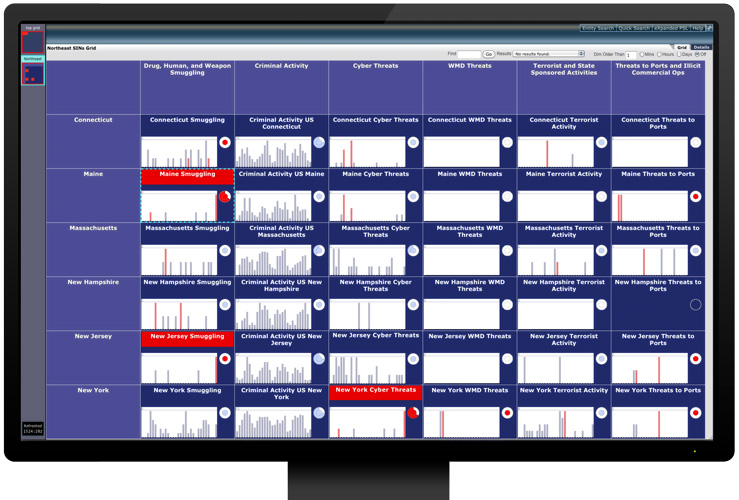 Entity Search | Quick Search | eXpanded PSL |
top grid
Northeast
Northeast SINs Grid
Grid
Details
Find
Go
Results
No results found.
Dim Older Than
1
Mins
Hours
Days
Off
Drug, Human, and Weapon
Smuggling
Criminal Activity
Cyber Threats
WMD Threats
Terrorist and State
Sponsored Activities
Threats to Ports and Illicit
Commercial Ops
Connecticut
Connecticut Smuggling
Criminal Activity US
Connecticut
Connecticut Cyber Threats
Connecticut WMD Threats
Connecticut Terrorist
Activity
Connecticut Threats to
Ports
Maine
Maine Smuggling
Criminal Activity US Maine
Maine Cyber Threats
Maine WMD Threats
Maine Terrorist Activity
Maine Threats to Ports
Massachusetts
Massachusetts Smuggling
Criminal Activity US
Massachusetts
Massachusetts Cyber
Threats
Massachusetts WMD
Threats
Massachusetts Terrorist
Activity
Massachusetts Threats to
Ports
New Hampshire
New Hampshire Smuggling
Criminal Activity US New
Hampshire
New Hampshire Cyber
Threats
New Hampshire WMD
Threats
New Hampshire Terrorist
Activity
New Hampshire Threats to
Ports
New Jersey
New Jersey Smuggling
Criminal Activity US New
Jersey
New Jersey Cyber Threats
New Jersey WMD Threats
New Jersey Terrorist
Activity
New Jersey Threats to
Ports
New York
New York Smuggling
Criminal Activity US New
York
New York Cyber Threats
New York WMD Threats
New York Terrorist Activity
New York Threats to Ports
Refreshed